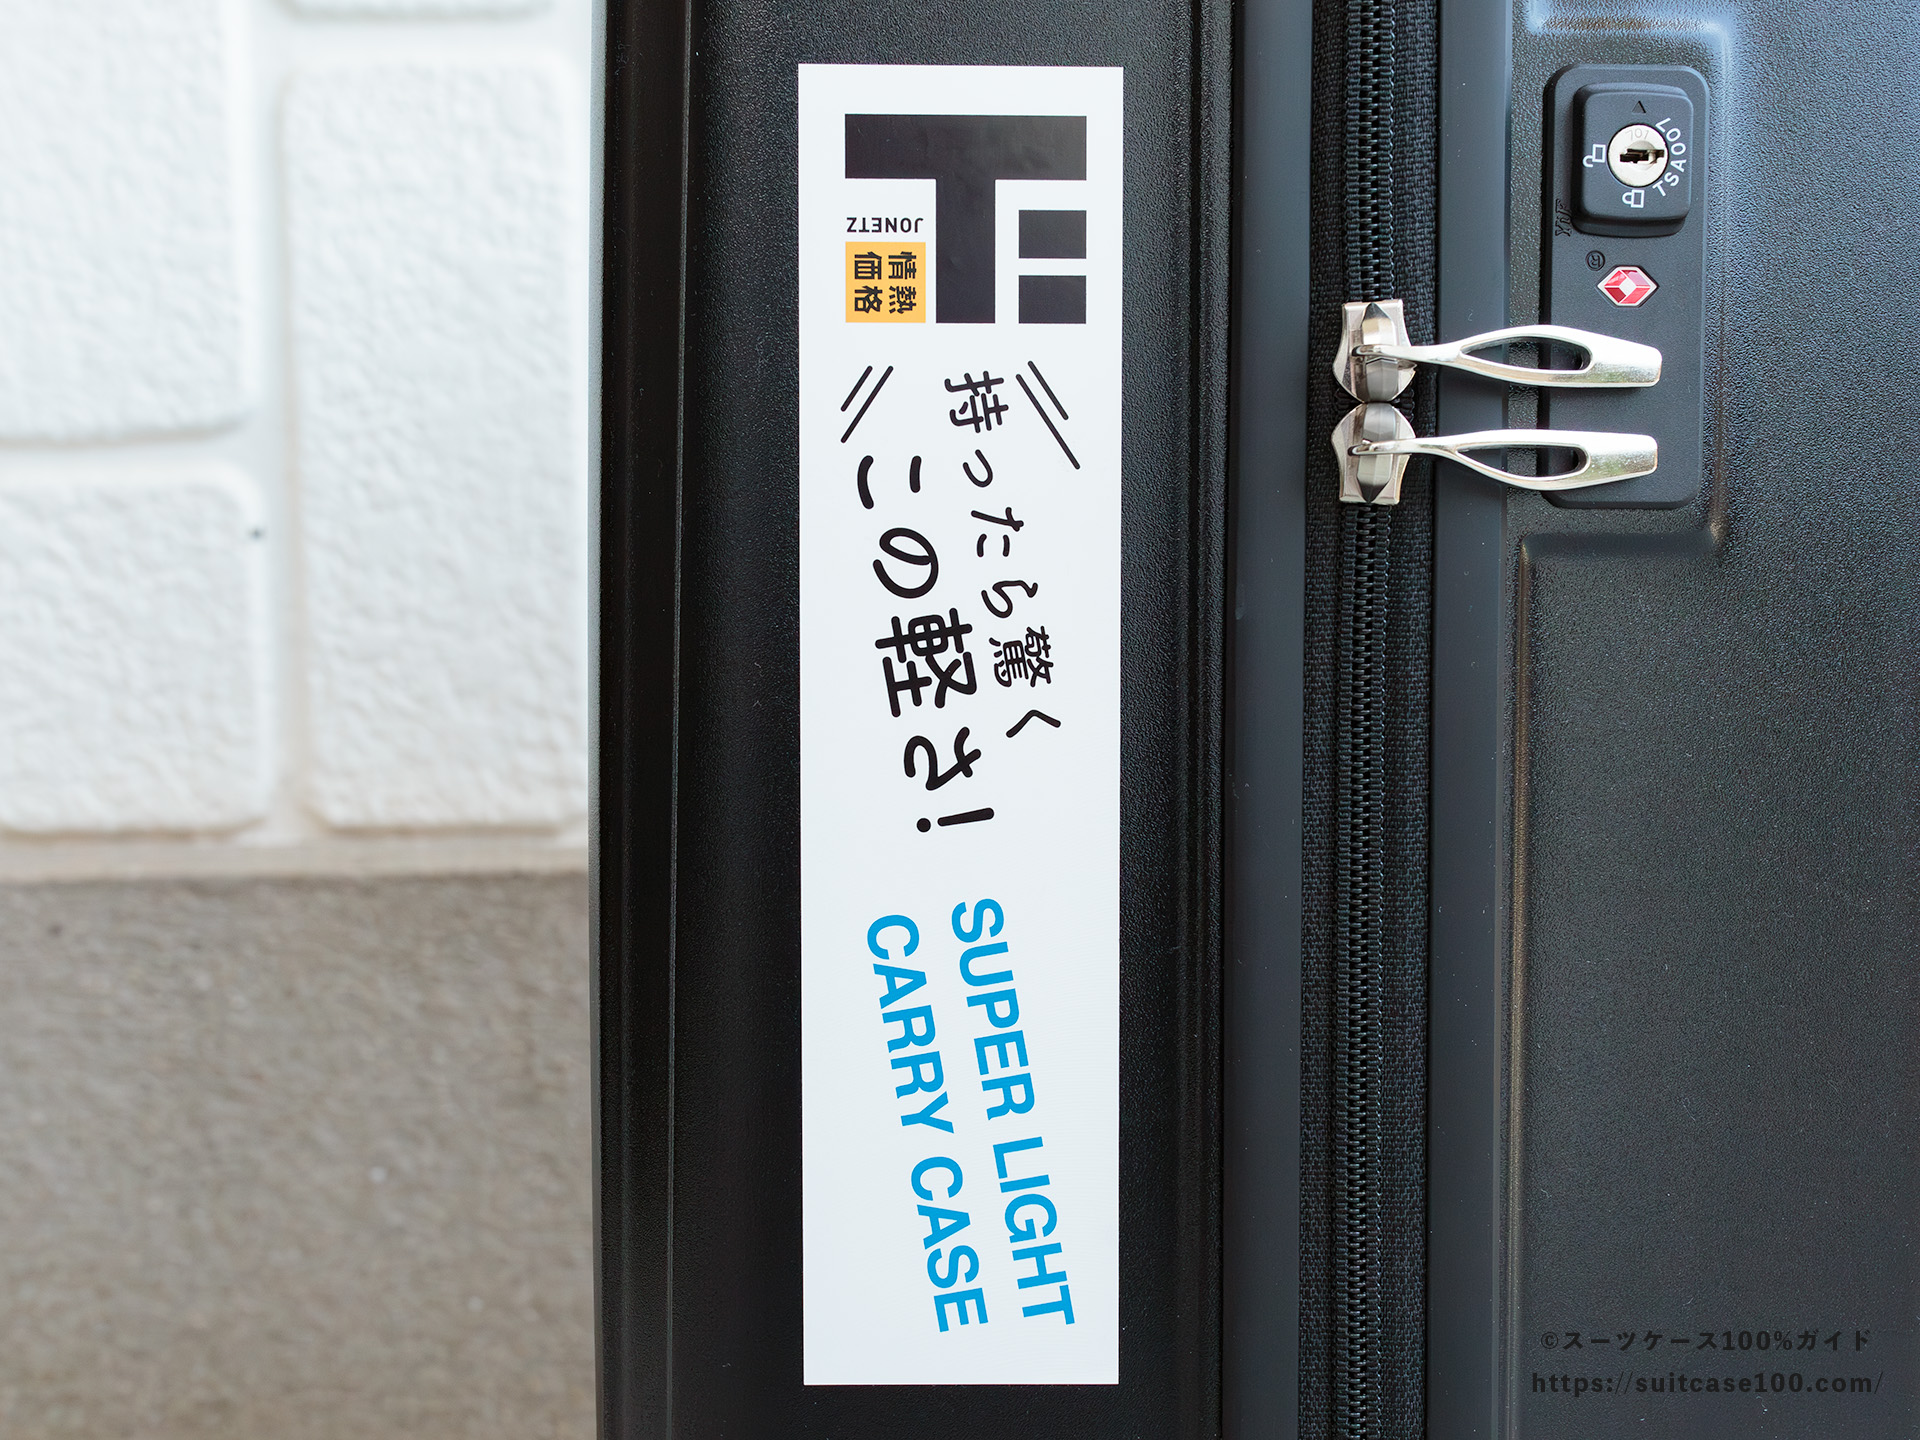 ド
JONETZ
情熱
価格
持ったら驚く
この軽さ!
SUPER LIGHT
CARRY CASE
TSA007
®
©スーツケース100%ガイド
https://suitcase100.com/